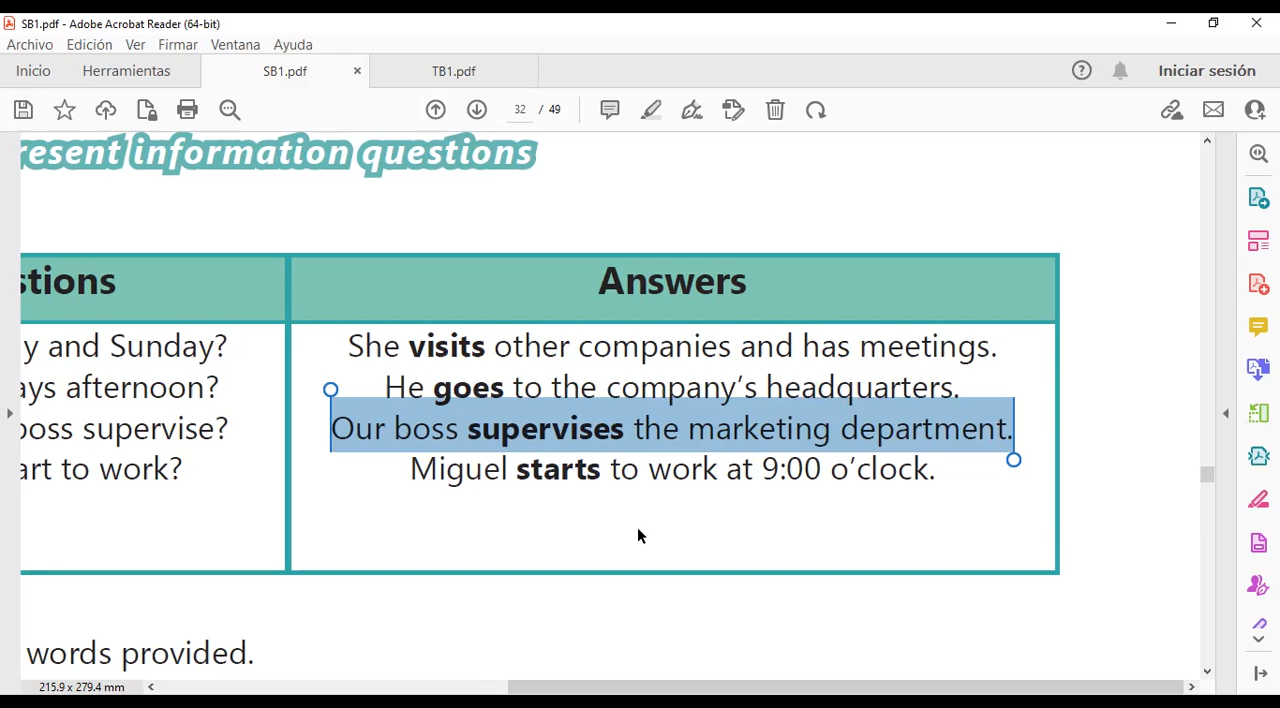 SB1.pdf - Adobe Acrobat Reader (64-bit)
Archivo Edición Ver Firmar Ventana Ayuda
Inicio Herramientas SB1.pdf × TB1.pdf Iniciar sesión
32 / 49
resent information questions
stions Answers
y and Sunday? She visits other companies and has meetings.
ays afternoon? He goes to the company's headquarters.
boss supervise? Our boss supervises the marketing department.
art to work? Miguel starts to work at 9:00 o'clock.
words provided.
215.9 x 279.4 mm